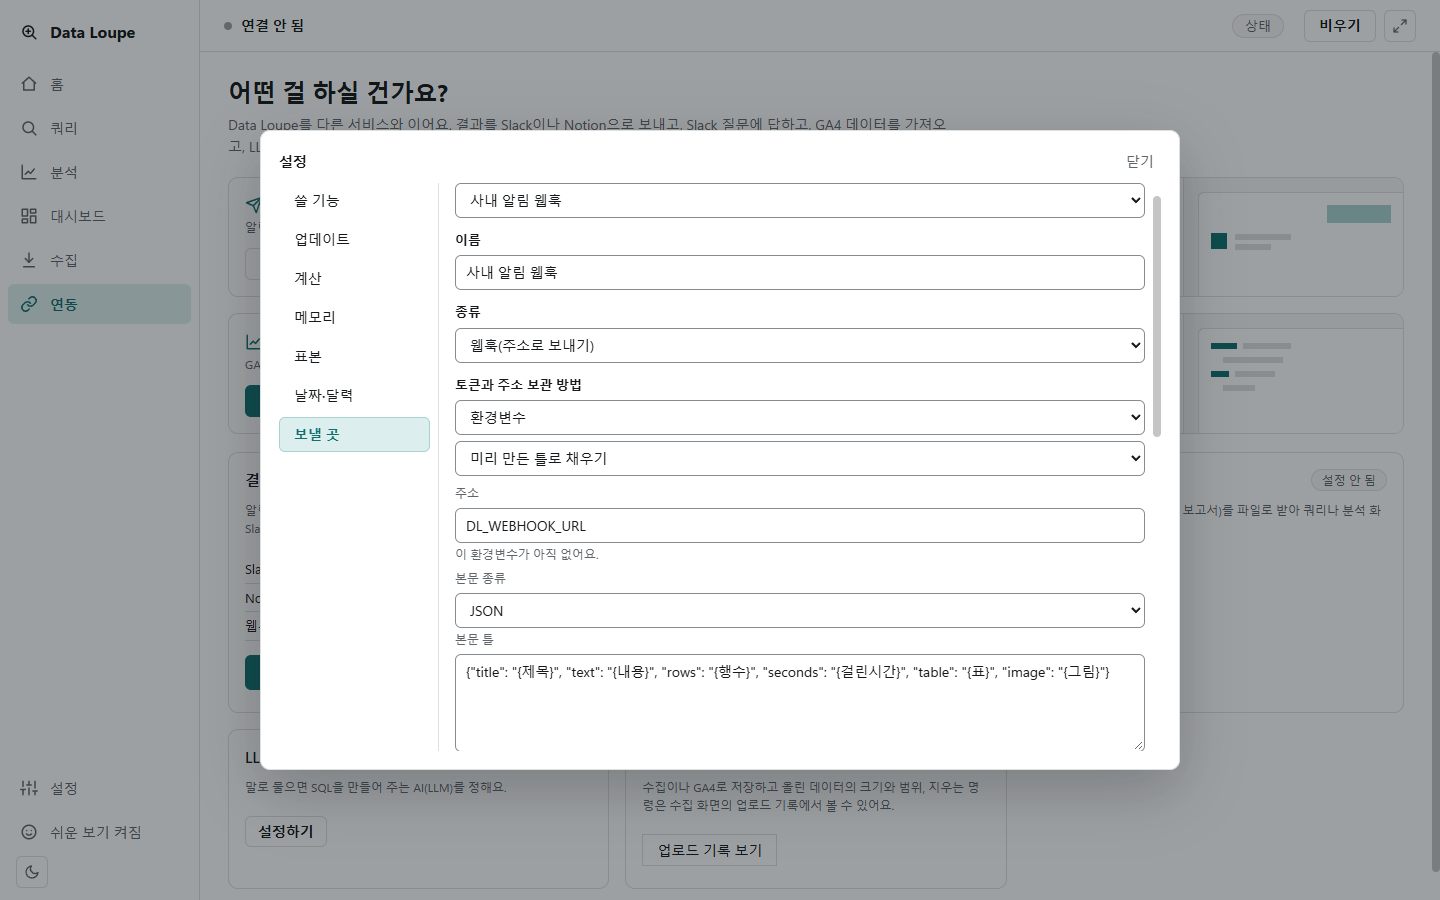 Data Loupe
홈
쿼리
분석
대시보드
수집
연동
설정
쉬운 보기 켜짐
연결 안 됨
상태
비우기
어떤 걸 하실 건가요?
Data Loupe를 다른 서비스와 이어요. 결과를 Slack이나 Notion으로 보내고, Slack 질문에 답하고, GA4 데이터를 가져오
고, LL
설정
닫기
쓸 기능
업데이트
계산
메모리
표본
날짜·달력
보낼 곳
사내 알림 웹훅
이름
사내 알림 웹훅
종류
웹훅(주소로 보내기)
토큰과 주소 보관 방법
환경변수
미리 만든 틀로 채우기
주소
DL_WEBHOOK_URL
이 환경변수가 아직 없어요.
본문 종류
JSON
본문 틀
{"title": "{제목}", "text": "{내용}", "rows": "{행수}", "seconds": "{걸린시간}", "table": "{표}", "image": "{그림}"}
알
GA
결
알
Sla
Sla
No
웹
설정 안 됨
보고서)를 파일로 받아 쿼리나 분석 화
LL
말로 물으면 SQL을 만들어 주는 AI(LLM)를 정해요.
설정하기
수집이나 GA4로 저장하고 올린 데이터의 크기와 범위, 지우는 명
령은 수집 화면의 업로드 기록에서 볼 수 있어요.
업로드 기록 보기